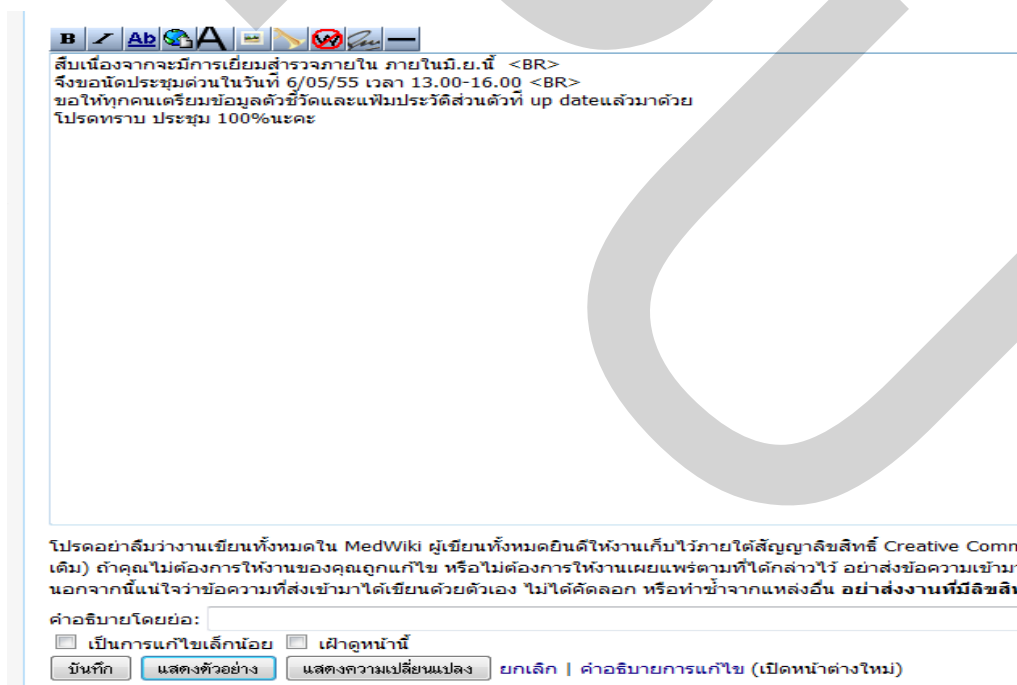 B I Ab A W
สืบเนื่องจากจะมีการเยี่ยมสำรวจภายใน ภายในมิ.ย.นี้ <BR>
จึงขอนัดประชุมด่วนในวันที่ 6/05/55 เวลา 13.00-16.00 <BR>
ขอให้ทุกคนเตรียมข้อมูลตัวชี้วัดและแฟ้มประวัติส่วนตัวที่ up dateแล้วมาด้วย
โปรดทราบ ประชุม 100%นะคะ
โปรดอย่าลืมว่างานเขียนทั้งหมดใน MedWiki ผู้เขียนทั้งหมดยินดีให้งานเก็บไว้ภายใต้สัญญาลิขสิทธิ์ Creative
เดิม) ถ้าคุณไม่ต้องการให้งานของคุณถูกแก้ไข หรือไม่ต้องการให้งานเผยแพร่ตามที่ได้กล่าวไว้ อย่าส่งข้อความเข้ามา
นอกจากนี้แน่ใจว่าข้อความที่ส่งเข้ามาได้เขียนด้วยตัวเอง ไม่ได้คัดลอก หรือทำซ้ำจากแหล่งอื่น อย่าส่งงานที่มี
คำอธิบายโดยย่อ:
เป็นการแก้ไขเล็กน้อย เฝ้าดูหน้านี้
บันทึก แสดงตัวอย่าง แสดงความเปลี่ยนแปลง ยกเลิก | คำอธิบายการแก้ไข (เปิดหน้าต่างใหม่)